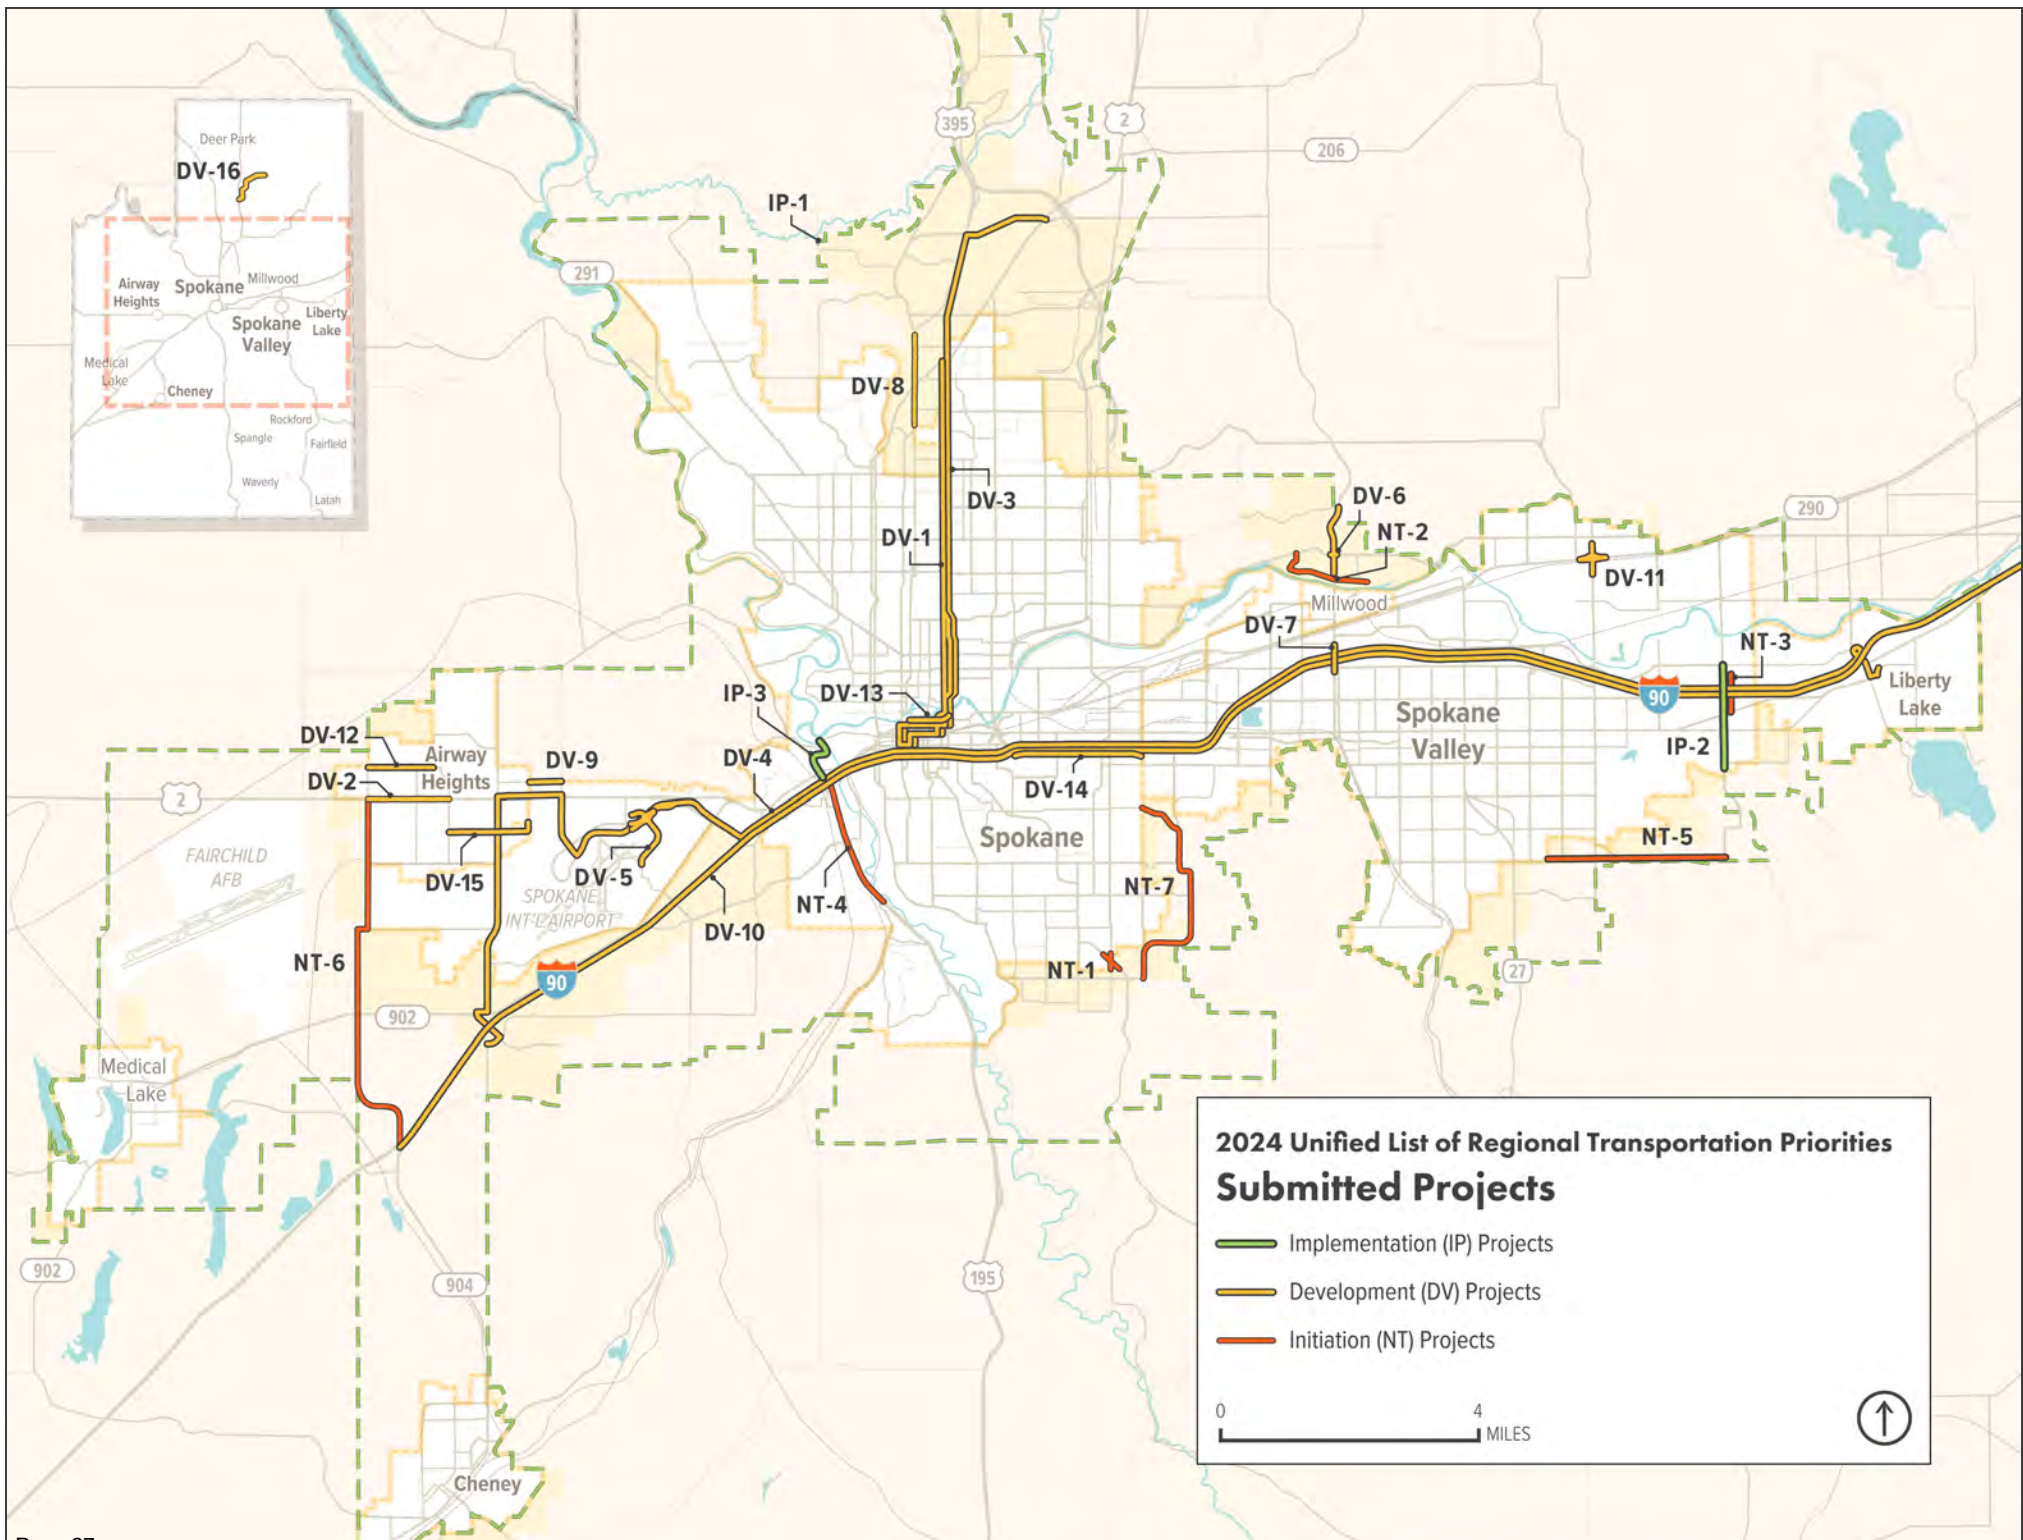 395
2
206
Deer Park
DV-16
IP-1
291
Airway
Heights
Spokane
Millwood
Spokane
Valley
Liberty
Lake
Medical
Lake
Cheney
Rockford
Spangle
Fairfield
Waverly
Latah
DV-8
DV-3
DV-1
DV-6
NT-2
290
DV-11
Millwood
DV-7
NT-3
IP-3
DV-13
90
Liberty
Lake
Spokane
Valley
IP-2
DV-12
Airway
Heights
DV-9
DV-4
DV-2
2
DV-14
Spokane
NT-5
FAIRCHILD
AFB
DV-15
DV-5
SPOKANE
INT'L AIRPORT
NT-4
NT-7
DV-10
NT-6
NT-1
27
90
902
Medical
Lake
2024 Unified List of Regional Transportation Priorities
Submitted Projects
Implementation (IP) Projects
Development (DV) Projects
Initiation (NT) Projects
0
4
MILES
902
904
195
Cheney